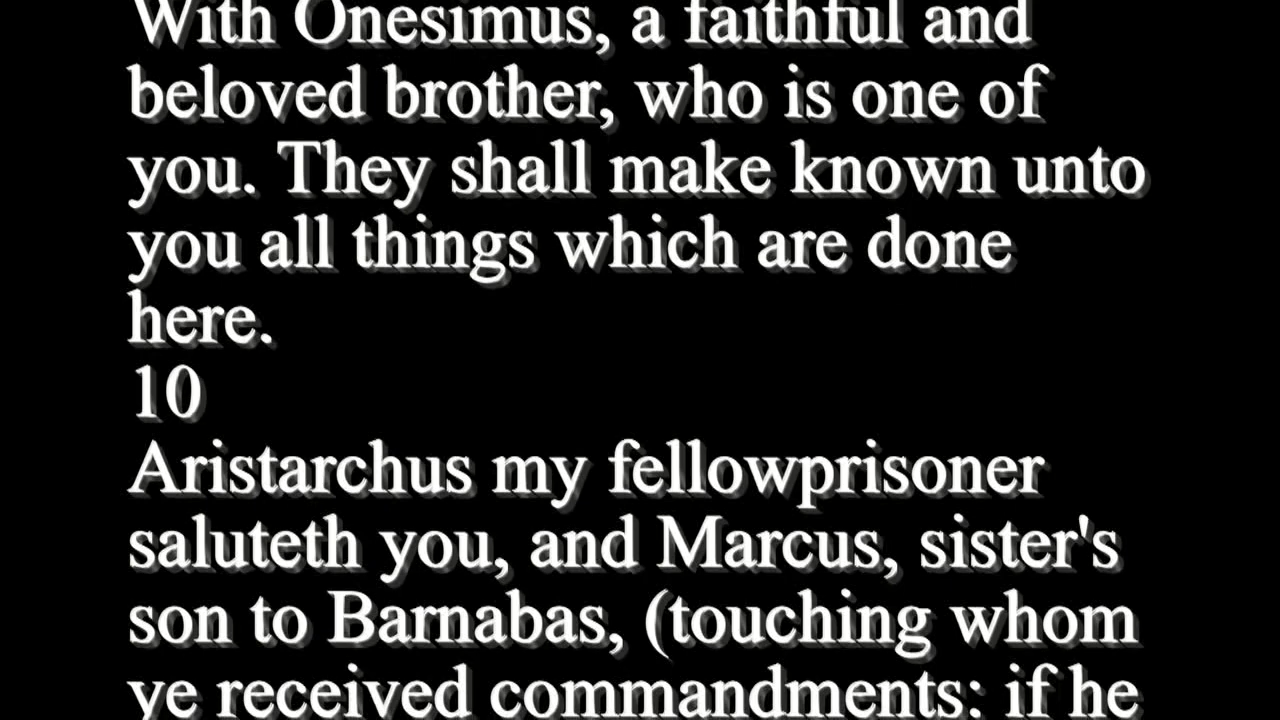 With Onesimus, a faithful and
beloved brother, who is one of
you. They shall make known unto
you all things which are done
here.
10
Aristarchus my fellowprisoner
saluteth you, and Marcus, sister's
son to Barnabas, (touching whom
ye received commandments: if he